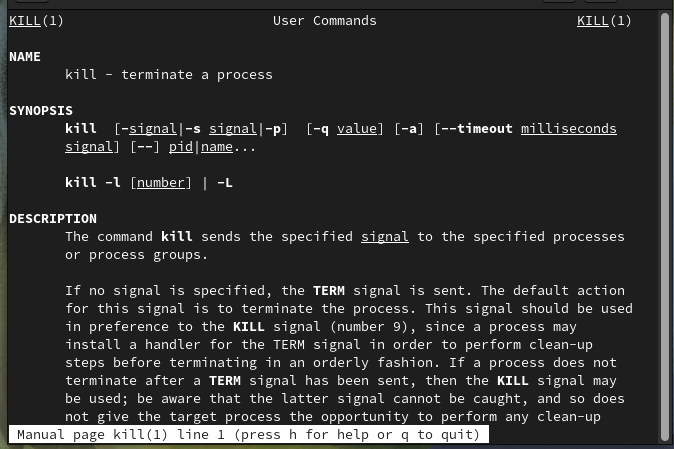 KILL(1) User Commands KILL(1)
NAME
kill - terminate a process
SYNOPSIS
kill [-signal|-s signal|-p] [-q value] [-a] [--timeout milliseconds
signal] [--] pid|name...
kill -l [number] | -L
DESCRIPTION
The command kill sends the specified signal to the specified processes
or process groups.
If no signal is specified, the TERM signal is sent. The default action
for this signal is to terminate the process. This signal should be used
in preference to the KILL signal (number 9), since a process may
install a handler for the TERM signal in order to perform clean-up
steps before terminating in an orderly fashion. If a process does not
terminate after a TERM signal has been sent, then the KILL signal may
be used; be aware that the latter signal cannot be caught, and so does
not give the target process the opportunity to perform any clean-up
Manual page kill(1) line 1 (press h for help or q to quit)